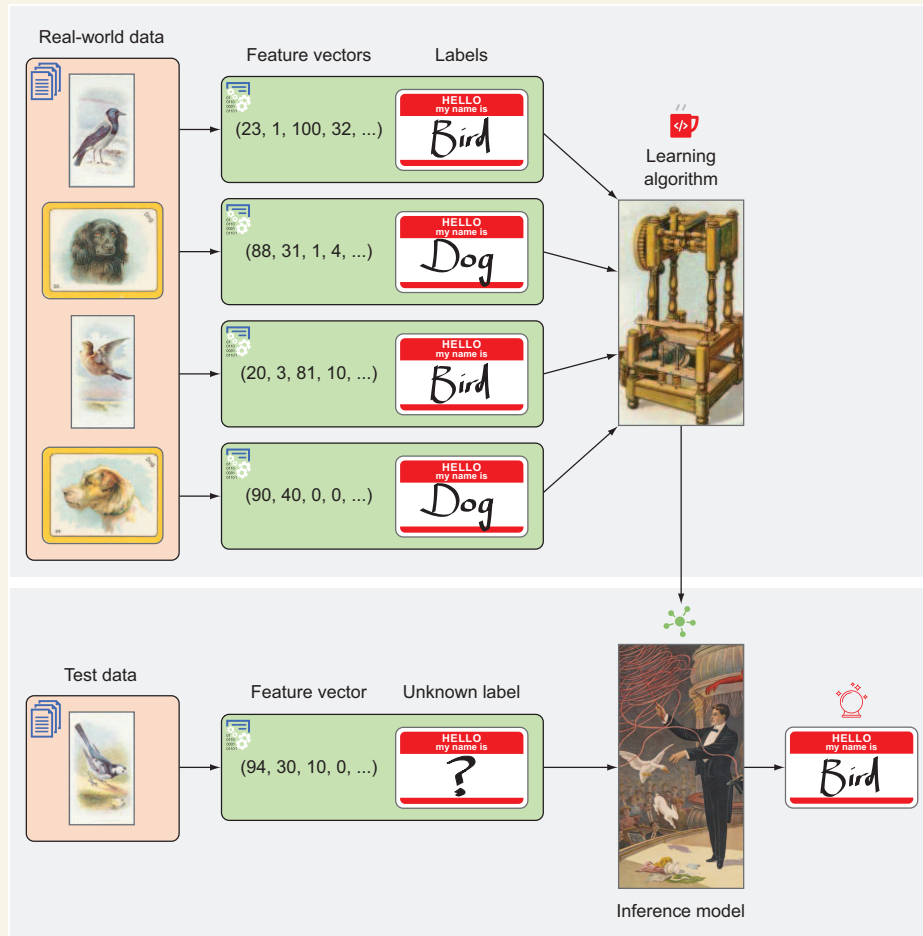 Real-world data
Feature vectors
Labels
(23, 1, 100, 32, ...)
HELLO
my name is
Bird
Learning
algorithm
Dog
(88, 31, 1, 4, ...)
HELLO
my name is
Dog
(20, 3, 81, 10, ...)
HELLO
my name is
Bird
Dog
(90, 40, 0, 0, ...)
HELLO
my name is
Dog
Test data
Feature vector
Unknown label
(94, 30, 10, 0, ...)
HELLO
my name is
?
HELLO
my name is
Bird
Inference model